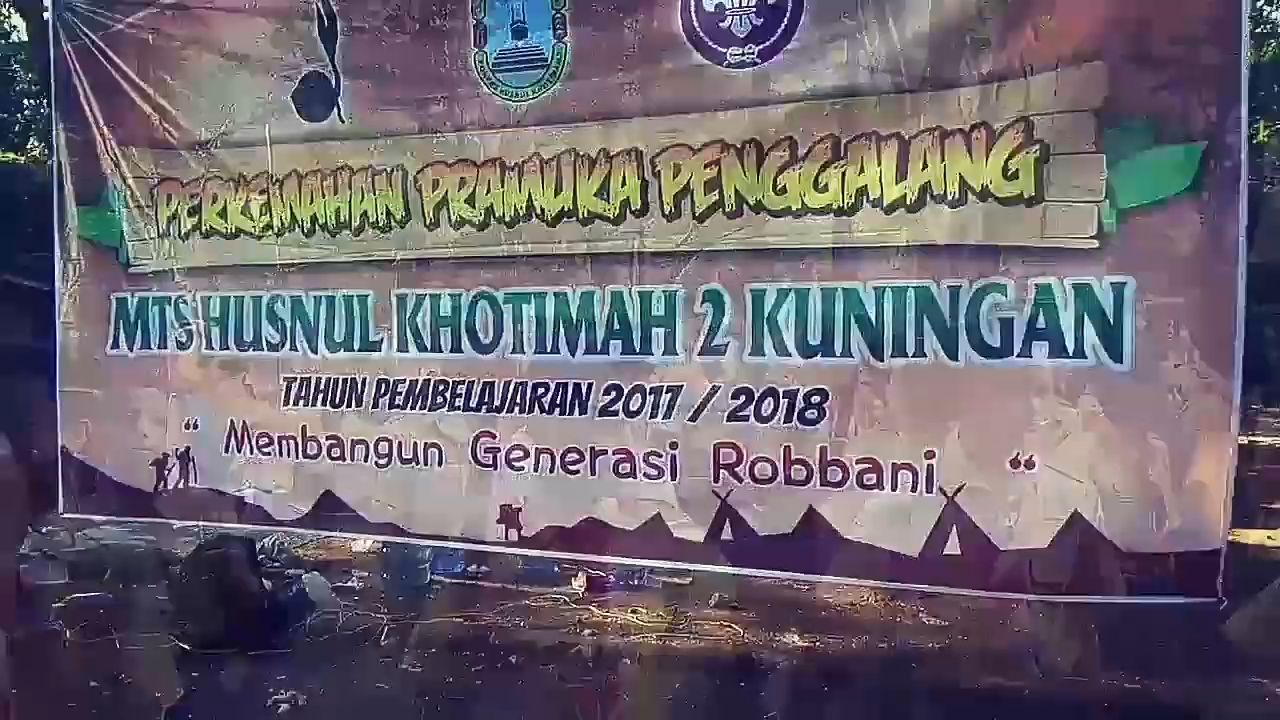 PERKEMAHAN PRAMUKA PENGGALANG
MTS HUSNUL KHOTIMAH 2 KUNINGAN
TAHUN PEMBELAJARAN 2017 / 2018
“ Membangun Generasi Robbani “